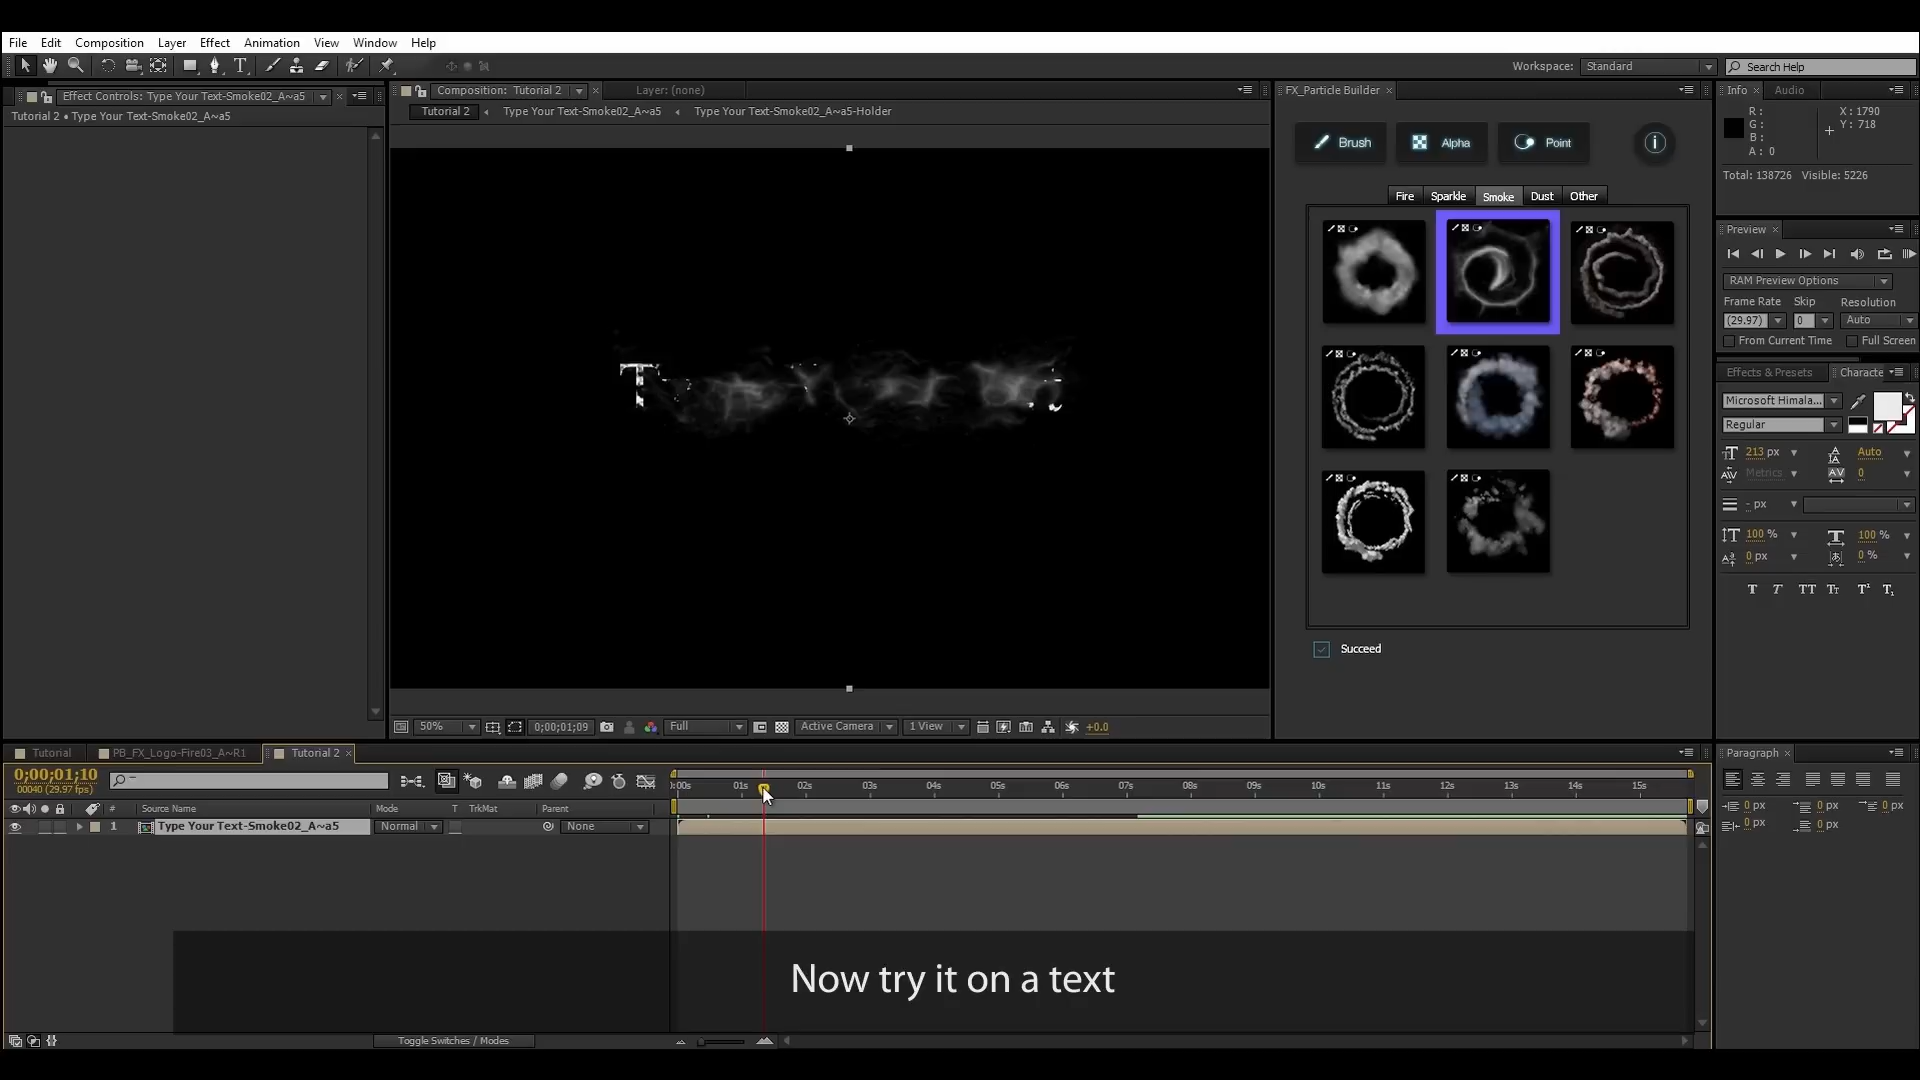 File Edit Composition Layer Effect Animation View Window Help
Workspace: Standard Search Help
Effect Controls: Type Your Text-Smoke02_A~a5
Tutorial 2 • Type Your Text-Smoke02_A~a5
Composition: Tutorial 2 Layer: (none)
Tutorial 2 Type Your Text-Smoke02_A~a5 Type Your Text-Smoke02_A~a5-Holder
FX_Particle Builder
Brush Alpha Point i
Fire Sparkle Smoke Dust Other
Succeed
Info Audio
R: X: 1790
G: Y: 718
B:
A: 0
Total: 138726 Visible: 5226
Preview
RAM Preview Options
Frame Rate Skip Resolution
(29.97) 0 Auto
From Current Time Full Screen
Effects & Presets Characte
Microsoft Himala...
Regular
213 px Auto
Metrics 0
- px
100 % 100 %
0 px 0 %
T T TT Tt T¹ T₁
50% 0;00;01;09 Full Active Camera 1 View +0.0
Tutorial PB_FX_Logo-Fire03_A~R1 Tutorial 2
0;00;01;10
00040 (29.97 fps)
:00s 01s 02s 03s 04s 05s 06s 07s 08s 09s 10s 11s 12s 13s 14s 15s
# Source Name Mode T TrkMat Parent
1 Type Your Text-Smoke02_A~a5 Normal None
Paragraph
0 px 0 px 0 px
0 px 0 px
Now try it on a text
Toggle Switches / Modes